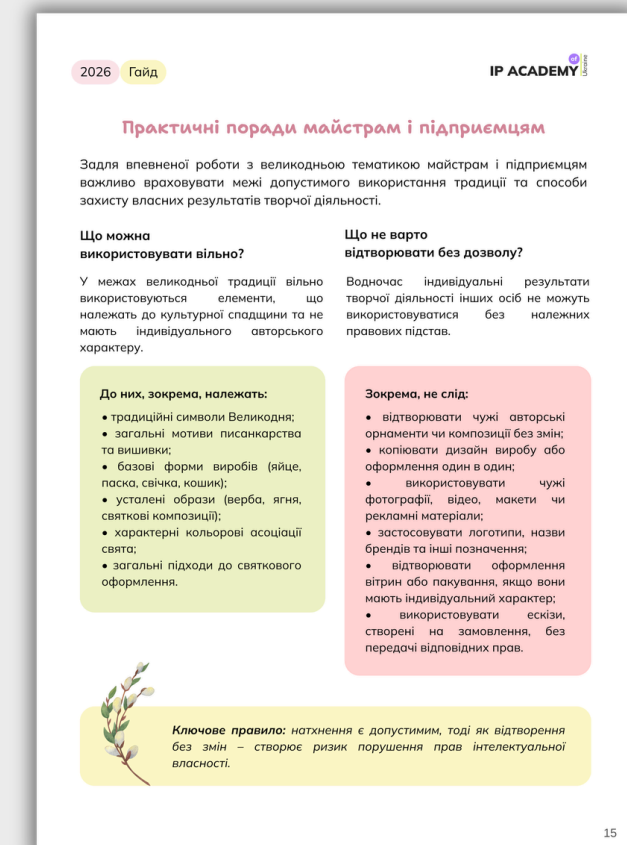 2026 Гайд
IP ACADEMY
of
Ukraine
Практичні поради майстрам і підприємцям
Задля впевненої роботи з великодньою тематикою майстрам і підприємцям
важливо враховувати межі допустимого використання традиції та способи
захисту власних результатів творчої діяльності.
Що можна
використовувати вільно?
У межах великодньої традиції вільно
використовуються елементи, що
належать до культурної спадщини та не
мають індивідуального авторського
характеру.
До них, зокрема, належать:
• традиційні символи Великодня;
• загальні мотиви писанкарства
та вишивки;
• базові форми виробів (яйце,
паска, свічка, кошик);
• усталені образи (верба, ягня,
святкові композиції);
• характерні кольорові асоціації
свята;
• загальні підходи до святкового
оформлення.
Що не варто
відтворювати без дозволу?
Водночас індивідуальні результати
творчої діяльності інших осіб не можуть
використовуватися без належних
правових підстав.
Зокрема, не слід:
• відтворювати чужі авторські
орнаменти чи композиції без змін;
• копіювати дизайн виробу або
оформлення один в один;
• використовувати чужі
фотографії, відео, макети чи
рекламні матеріали;
• застосовувати логотипи, назви
брендів та інші позначення;
• відтворювати оформлення
вітрин або пакування, якщо вони
мають індивідуальний характер;
• використовувати ескізи,
створені на замовлення, без
передачі відповідних прав.
Ключове правило: натхнення є допустимим, тоді як відтворення
без змін – створює ризик порушення прав інтелектуальної
власності.
15